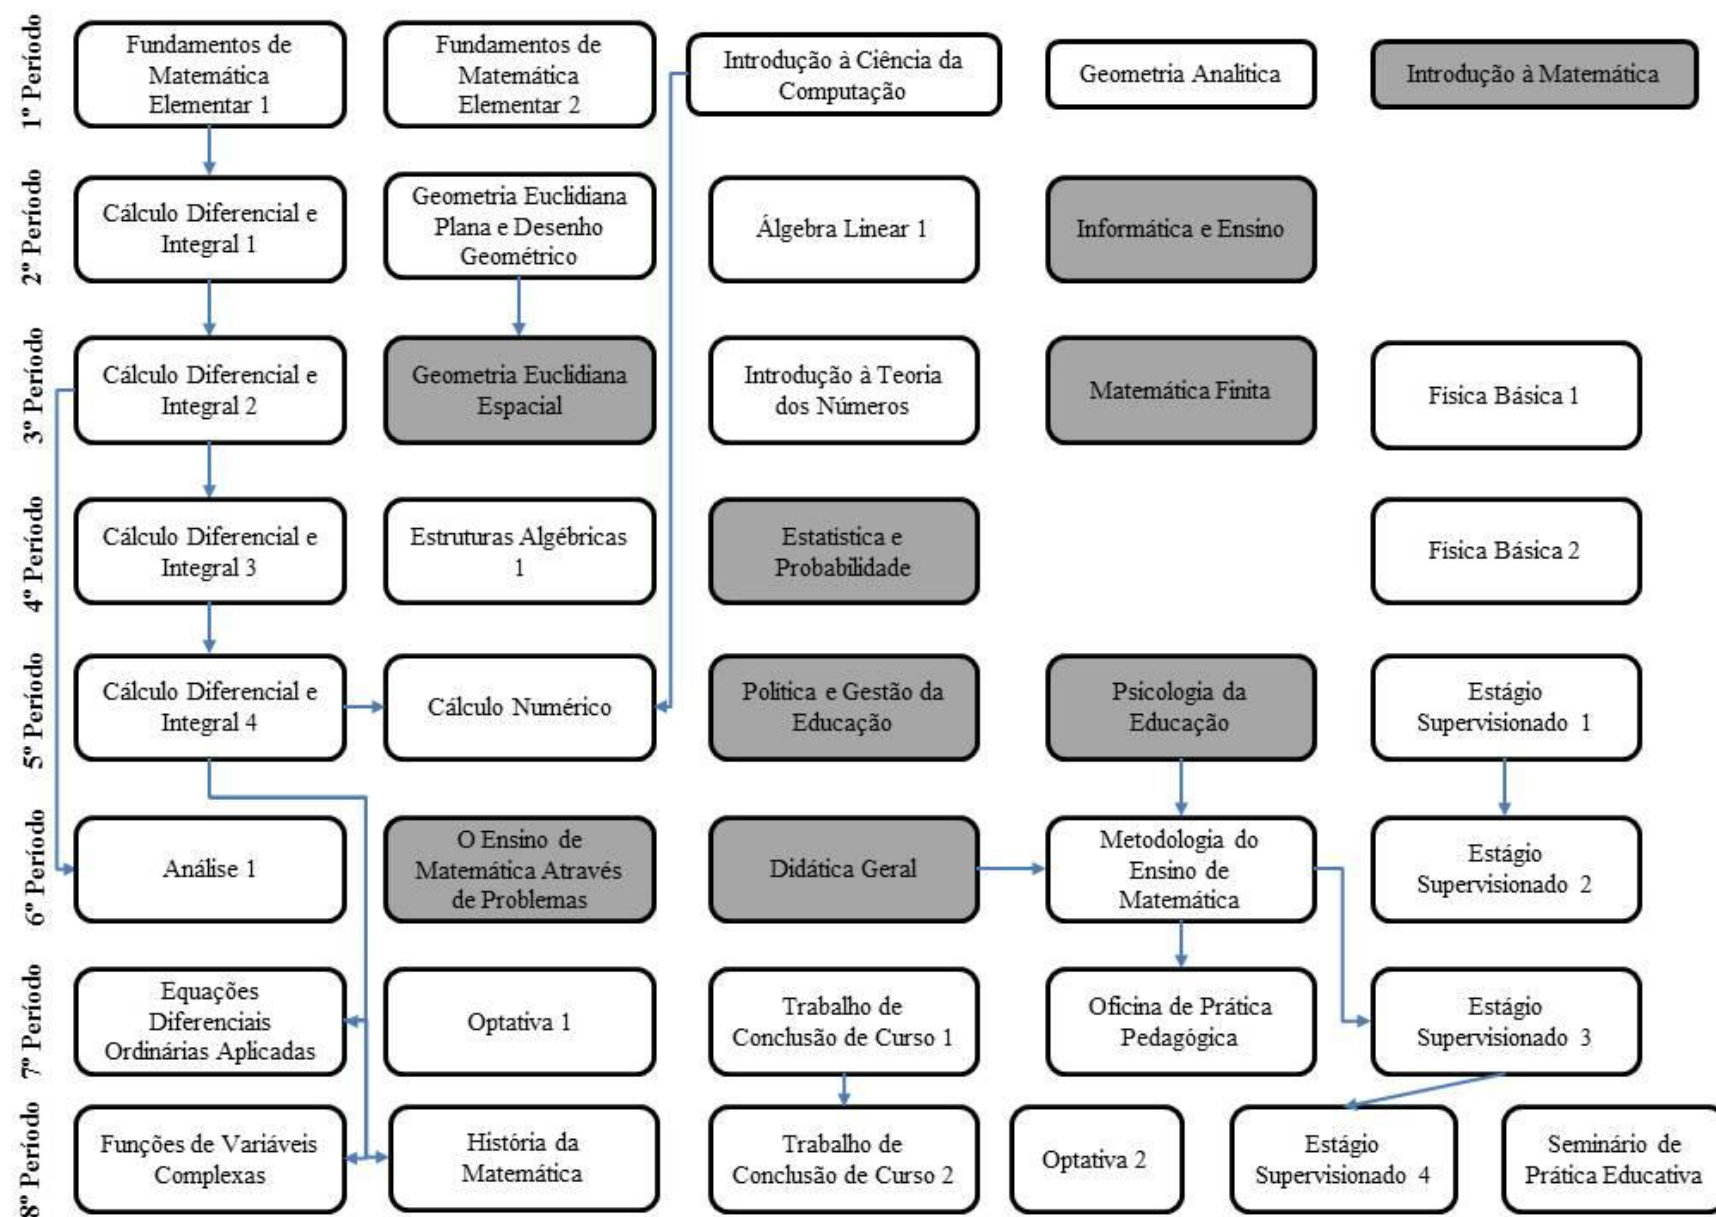 1º Período
Fundamentos de
Matemática
Elementar 1
Fundamentos de
Matemática
Elementar 2
Introdução à Ciência da
Computação
Geometria Analítica
Introdução à Matemática
2º Período
Cálculo Diferencial e
Integral 1
Geometria Euclidiana
Plana e Desenho
Geométrico
Álgebra Linear 1
Informática e Ensino
3º Período
Cálculo Diferencial e
Integral 2
Geometria Euclidiana
Espacial
Introdução à Teoria
dos Números
Matemática Finita
Física Básica 1
4º Período
Cálculo Diferencial e
Integral 3
Estruturas Algébricas
1
Estatística e
Probabilidade
Física Básica 2
5º Período
Cálculo Diferencial e
Integral 4
Cálculo Numérico
Política e Gestão da
Educação
Psicologia da
Educação
Estágio
Supervisionado 1
6º Período
Análise 1
O Ensino de
Matemática Através
de Problemas
Didática Geral
Metodologia do
Ensino de
Matemática
Estágio
Supervisionado 2
7º Período
Equações
Diferenciais
Ordinárias Aplicadas
Optativa 1
Trabalho de
Conclusão de Curso 1
Oficina de Prática
Pedagógica
Estágio
Supervisionado 3
8º Período
Funções de Variáveis
Complexas
História da
Matemática
Trabalho de
Conclusão de Curso 2
Optativa 2
Estágio
Supervisionado 4
Seminário de
Prática Educativa